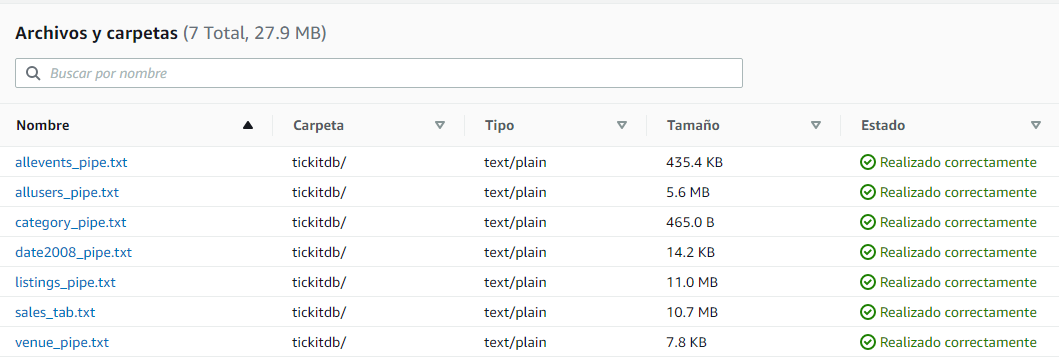 Archivos y carpetas (7 Total, 27.9 MB)
Buscar por nombre
Nombre Carpeta Tipo Tamaño Estado
allevents_pipe.txt tickitdb/ text/plain 435.4 KB Realizado correctamente
allusers_pipe.txt tickitdb/ text/plain 5.6 MB Realizado correctamente
category_pipe.txt tickitdb/ text/plain 465.0 B Realizado correctamente
date2008_pipe.txt tickitdb/ text/plain 14.2 KB Realizado correctamente
listings_pipe.txt tickitdb/ text/plain 11.0 MB Realizado correctamente
sales_tab.txt tickitdb/ text/plain 10.7 MB Realizado correctamente
venue_pipe.txt tickitdb/ text/plain 7.8 KB Realizado correctamente